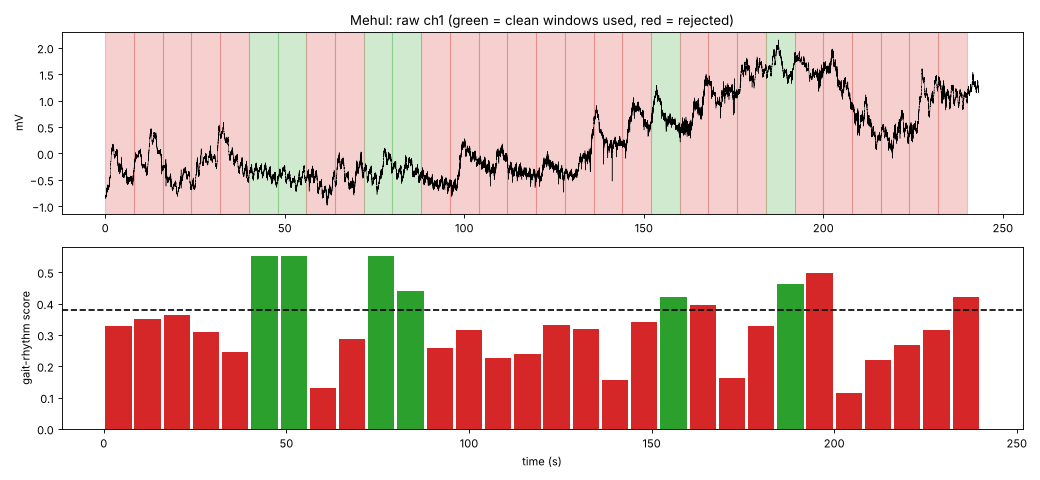 Mehul: raw ch1 (green = clean windows used, red = rejected)
2.0
1.5
1.0
0.5
0.0
−0.5
−1.0
mV
0 50 100 150 200 250
0.5
0.4
0.3
0.2
0.1
0.0
gait-rhythm score
0 50 100 150 200 250
time (s)